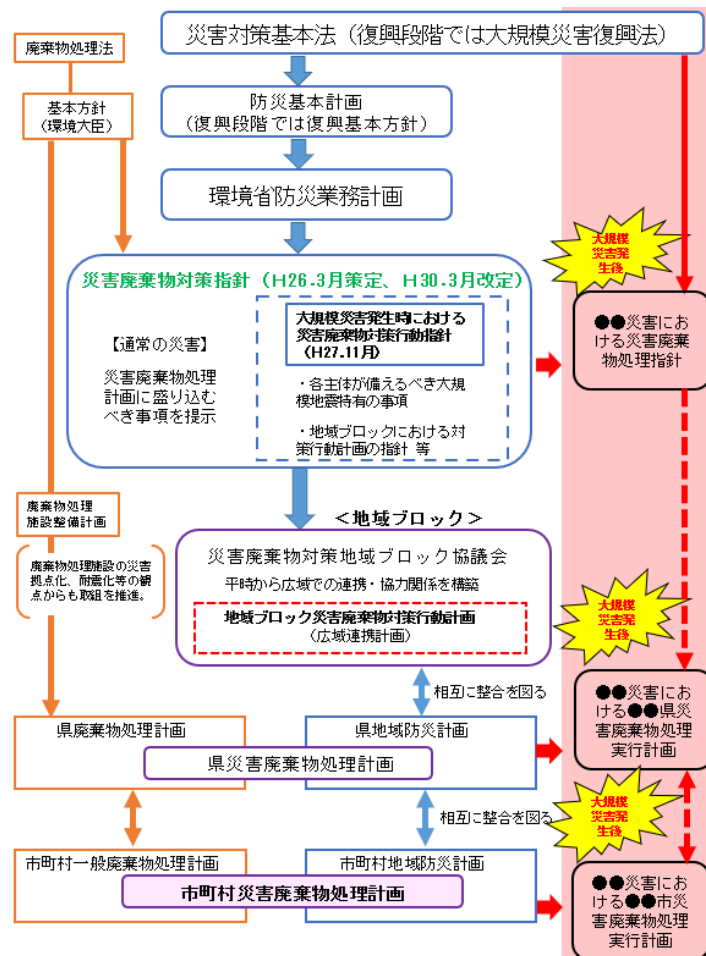 災害対策基本法（復興段階では大規模災害復興法）
廃棄物処理法
防災基本計画
（復興段階では復興基本方針）
基本方針
（環境大臣）
環境省防災業務計画
大規模
災害発
生後
災害廃棄物対策指針（H26.3月策定、H30.3月改定）
【通常の災害】
災害廃棄物処理
計画に盛り込む
べき事項を提示
大規模災害発生時における
災害廃棄物対策行動指針
（H27.11月）
・各主体が備えるべき大規
模地震特有の事項
・地域ブロックにおける対
策行動計画の指針 等
●●災害にお
ける災害廃棄
物処理指針
廃棄物処理
施設整備計画
廃棄物処理施設の災害
拠点化、耐震化等の観
点からも取組を推進。
＜地域ブロック＞
災害廃棄物対策地域ブロック協議会
平時から広域での連携・協力関係を構築
地域ブロック災害廃棄物対策行動計画
（広域連携計画）
大規模
災害発
生後
相互に整合を図る
県廃棄物処理計画
県地域防災計画
県災害廃棄物処理計画
●●災害にお
ける●●県災
害廃棄物処理
実行計画
大規模
災害発
生後
相互に整合を図る
市町村一般廃棄物処理計画
市町村地域防災計画
市町村災害廃棄物処理計画
●●災害にお
ける●●市災
害廃棄物処理
実行計画